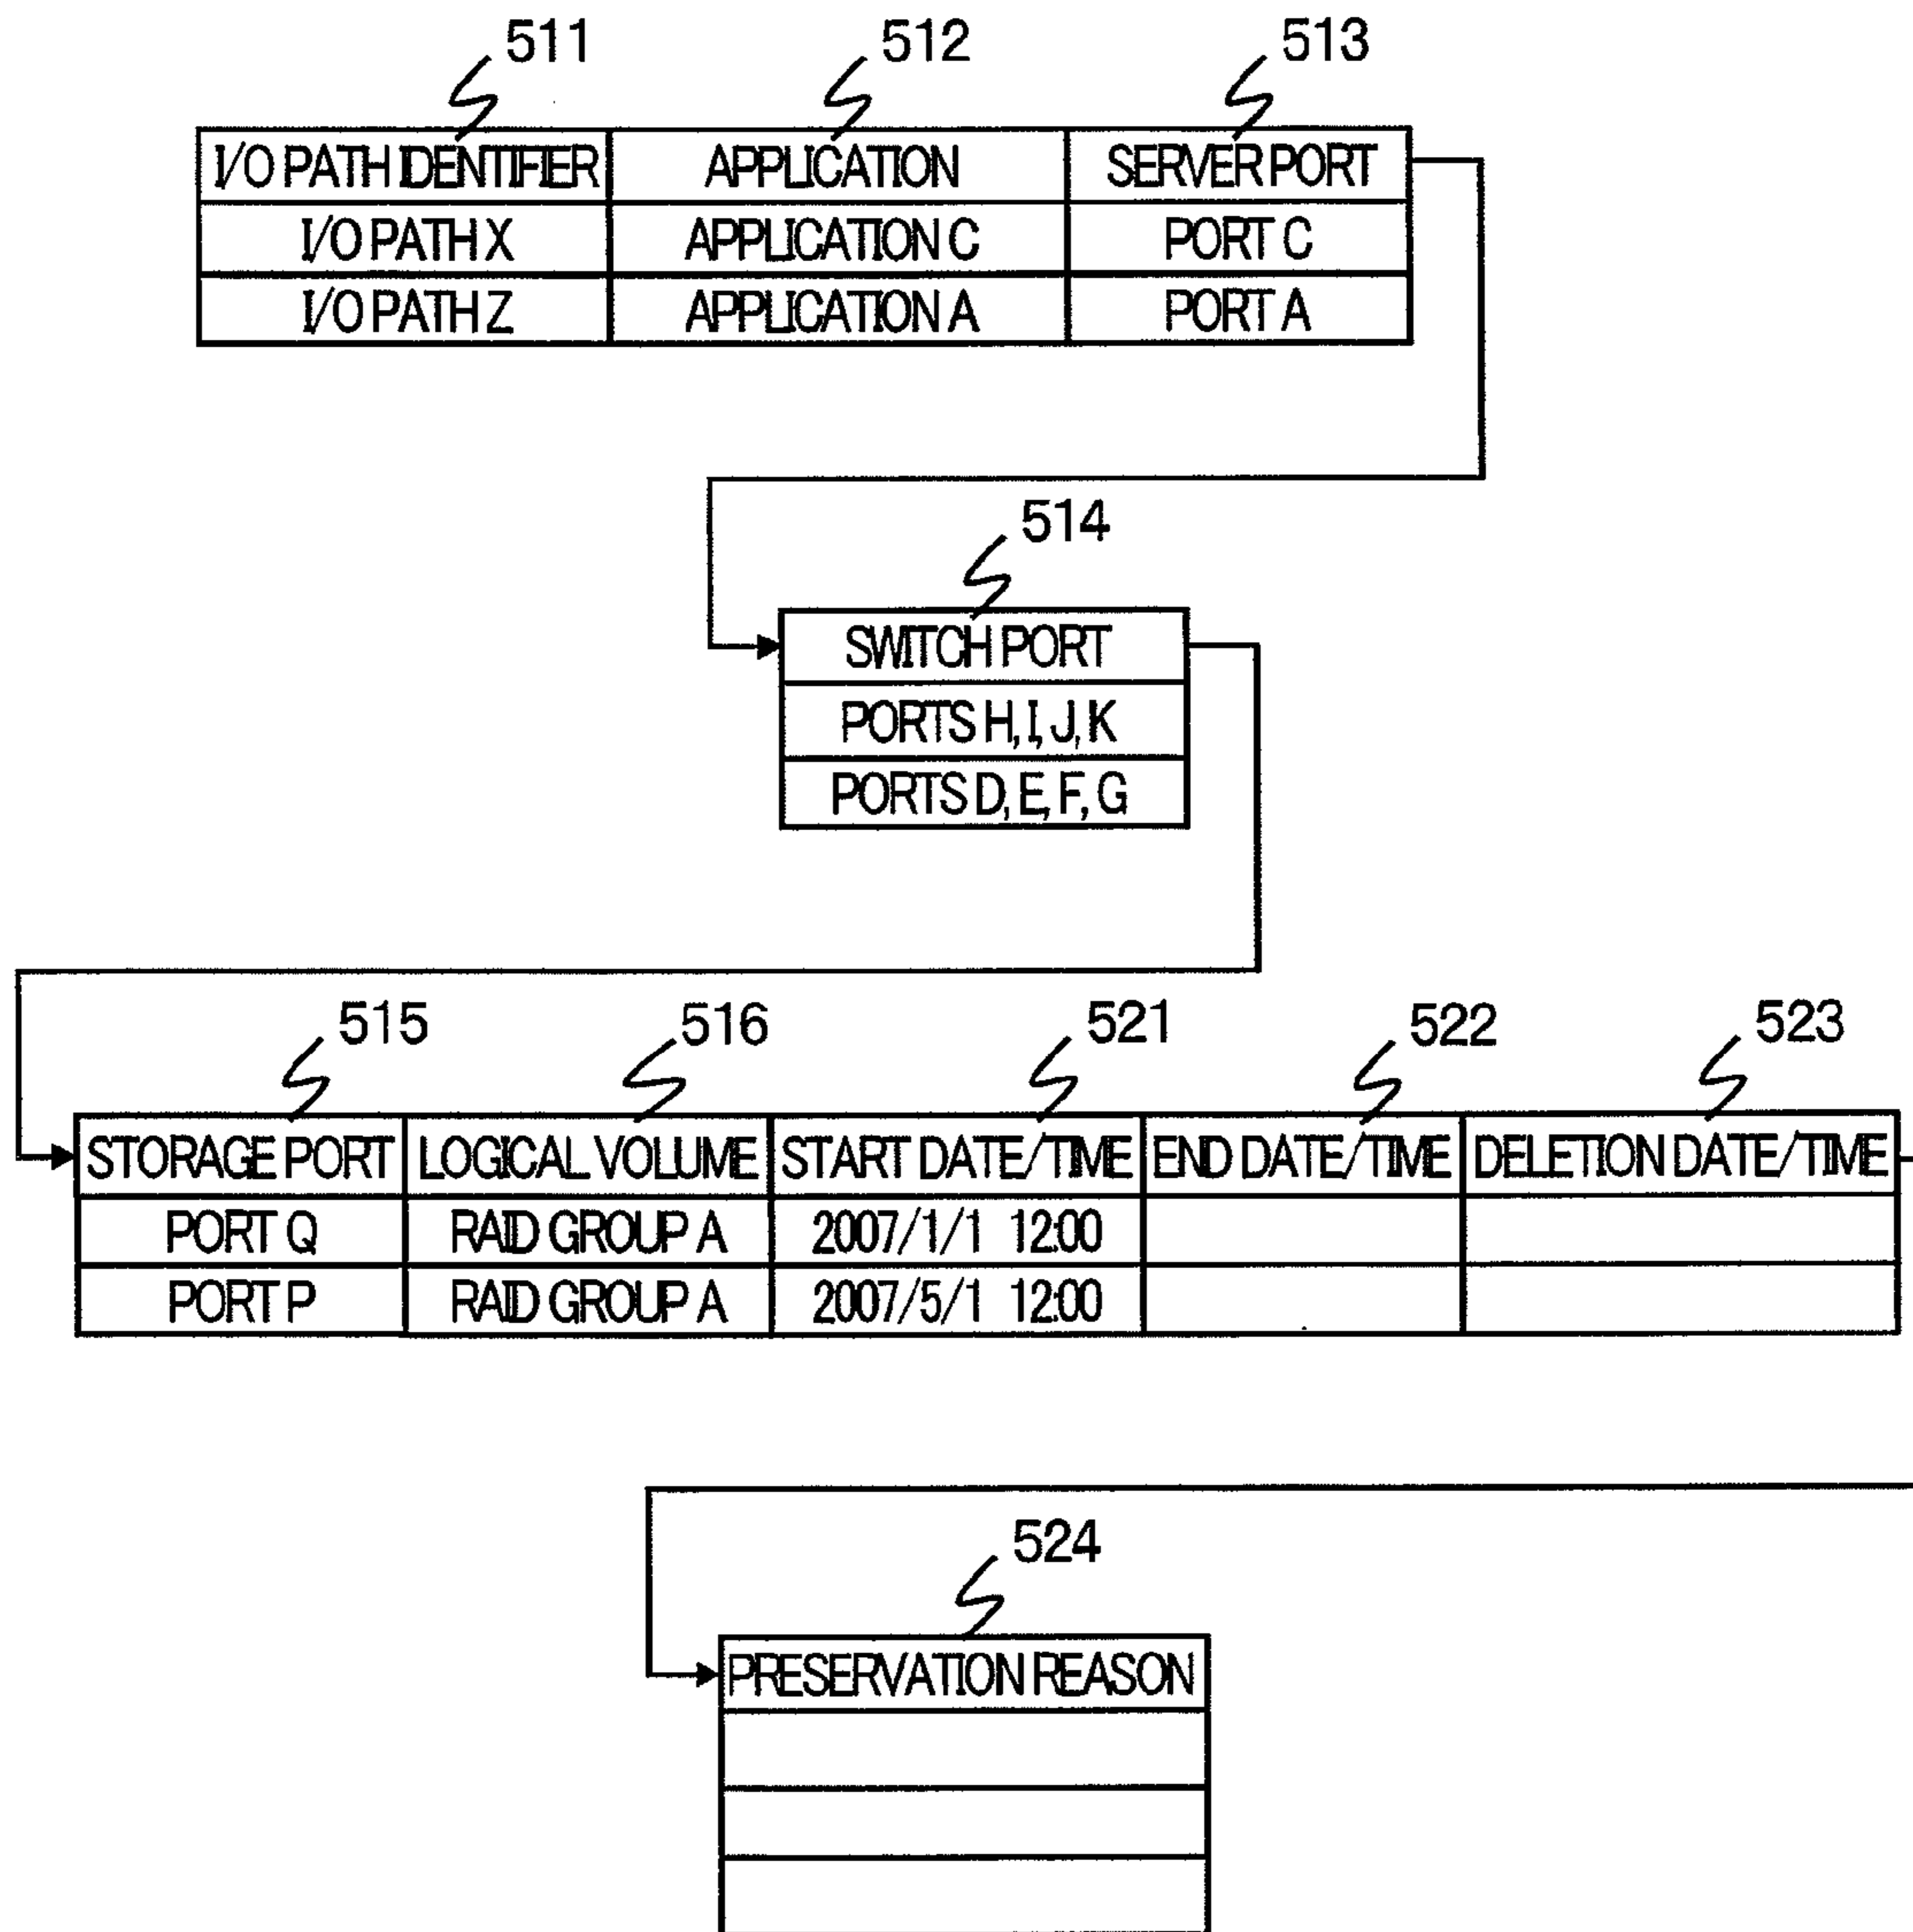 511 512 513
I/O PATH IDENTIFIER APPLICATION SERVER PORT
I/O PATH X APPLICATION C PORT C
I/O PATH Z APPLICATION A PORT A
514
SWITCH PORT
PORTS H, I, J, K
PORTS D, E, F, G
515 516 521 522 523
STORAGE PORT LOGICAL VOLUME START DATE/TIME END DATE/TIME DELETION DATE/TIME
PORT Q RAID GROUP A 2007/1/1 12:00
PORT P RAID GROUP A 2007/5/1 12:00
524
PRESERVATION REASON